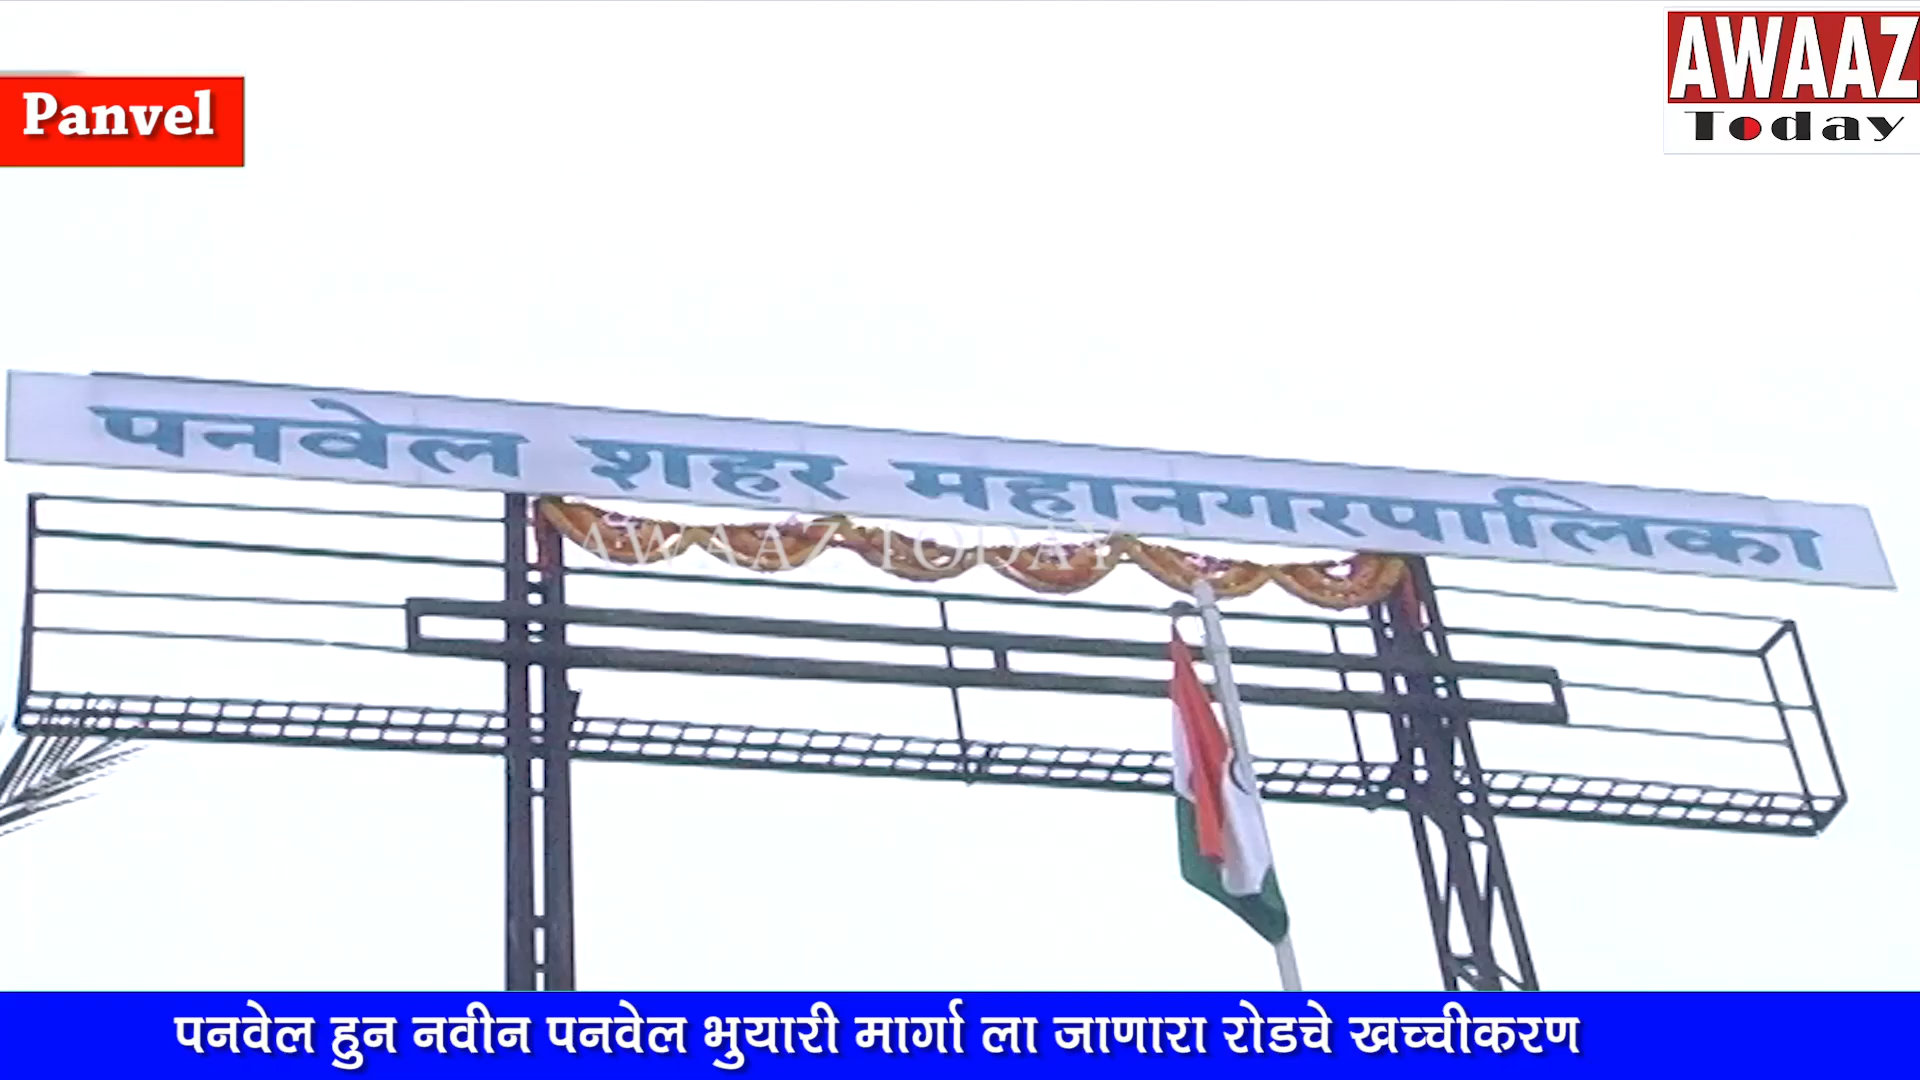 AWAAZ
Today
Panvel
पनवेल शहर महानगरपालिका
AWAAZ TODAY
पनवेल हुन नवीन पनवेल भुयारी मार्गा ला जाणारा रोडचे खच्चीकरण